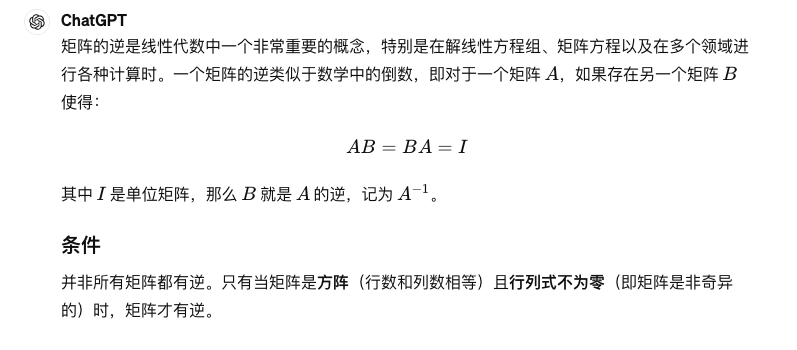 ChatGPT
矩阵的逆是线性代数中一个非常重要的概念，特别是在解线性方程组、矩阵方程以及在多个领域进
行各种计算时。一个矩阵的逆类似于数学中的倒数，即对于一个矩阵 A，如果存在另一个矩阵 B
使得：
AB = BA = I
其中 I 是单位矩阵，那么 B 就是 A 的逆，记为 A⁻¹。
条件
并非所有矩阵都有逆。只有当矩阵是方阵（行数和列数相等）且行列式不为零（即矩阵是非奇异
的）时，矩阵才有逆。